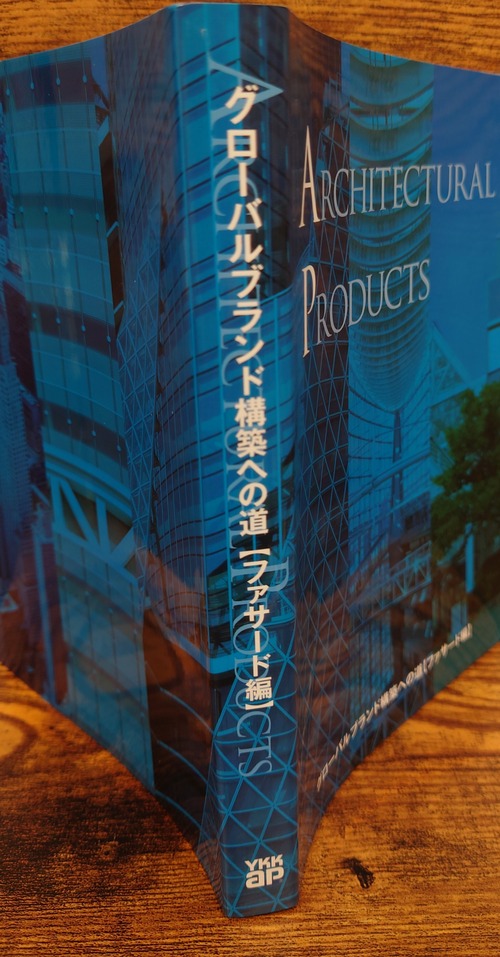 グローバルブランド構築への道【ファサード編】
ARCHITECTURAL PRODUCTS
YKK
ap
ARCHITECTURAL
PRODUCTS
グローバルブランド構築への道【ファサード編】